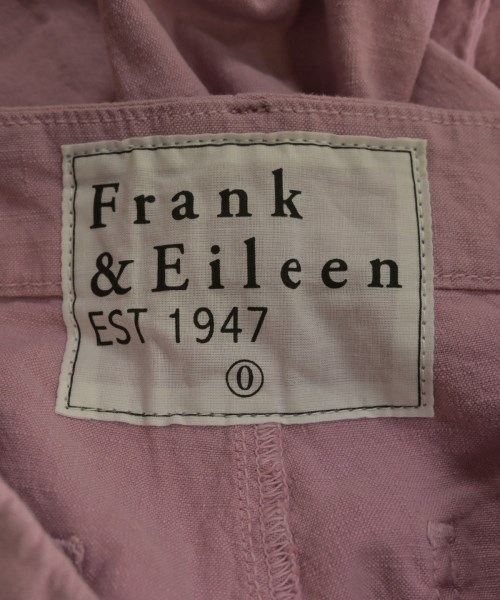 Frank
& Eileen
EST 1947
0